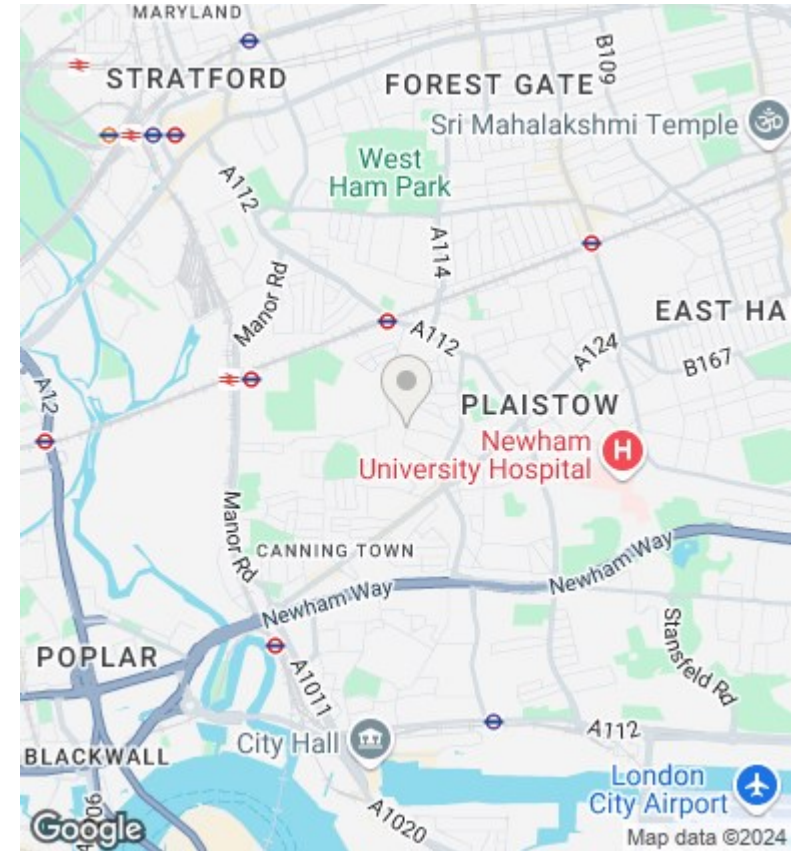 MARYLAND
STRATFORD
FOREST GATE
B109
Sri Mahalakshmi Temple
West
Ham Park
A112
A114
Manor Rd
EAST HA
A112
A124
B167
A12
PLAISTOW
Newham
University Hospital
H
Manor Rd
CANNING TOWN
Newham Way
Newham Way
Stansfeld Rd
POPLAR
A1011
City Hall
A112
BLACKWALL
London
City Airport
A1020
Google
Map data ©2024